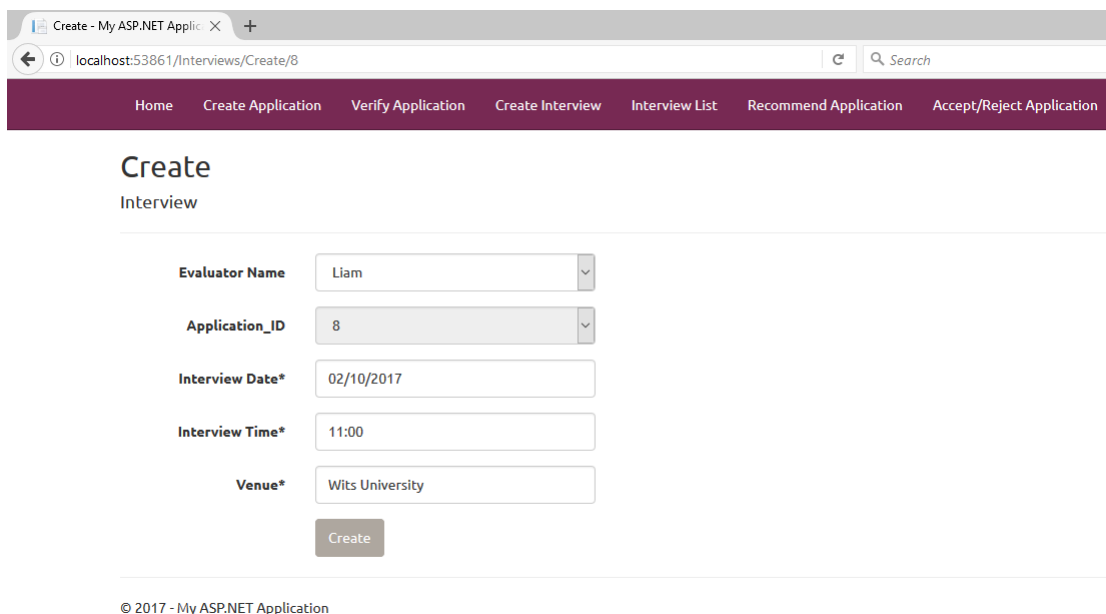 Create - My ASP.NET Applic
localhost:53861/Interviews/Create/8
Search
Home Create Application Verify Application Create Interview Interview List Recommend Application Accept/Reject Application
Create
Interview
Evaluator Name Liam
Application_ID 8
Interview Date* 02/10/2017
Interview Time* 11:00
Venue* Wits University
Create
© 2017 - My ASP.NET Application